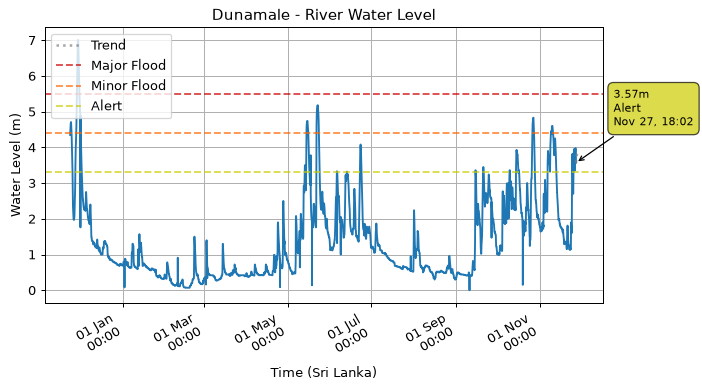 Dunamale - River Water Level
7
6
5
4
3
2
1
0
Water Level (m)
Trend
Major Flood
Minor Flood
Alert
3.57m
Alert
Nov 27, 18:02
01 Jan
00:00
01 Mar
00:00
01 May
00:00
01 Jul
00:00
01 Sep
00:00
01 Nov
00:00
Time (Sri Lanka)